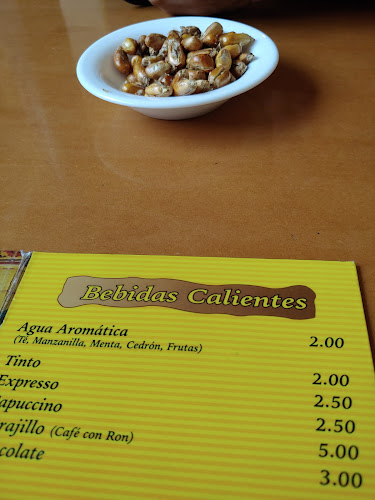 Bebidas Calientes
Agua Aromática 2.00
(Té, Manzanilla, Menta, Cedrón, Frutas)
Tinto 2.00
Expresso 2.50
apuccino 2.50
rajillo (Café con Ron) 5.00
colate 3.00